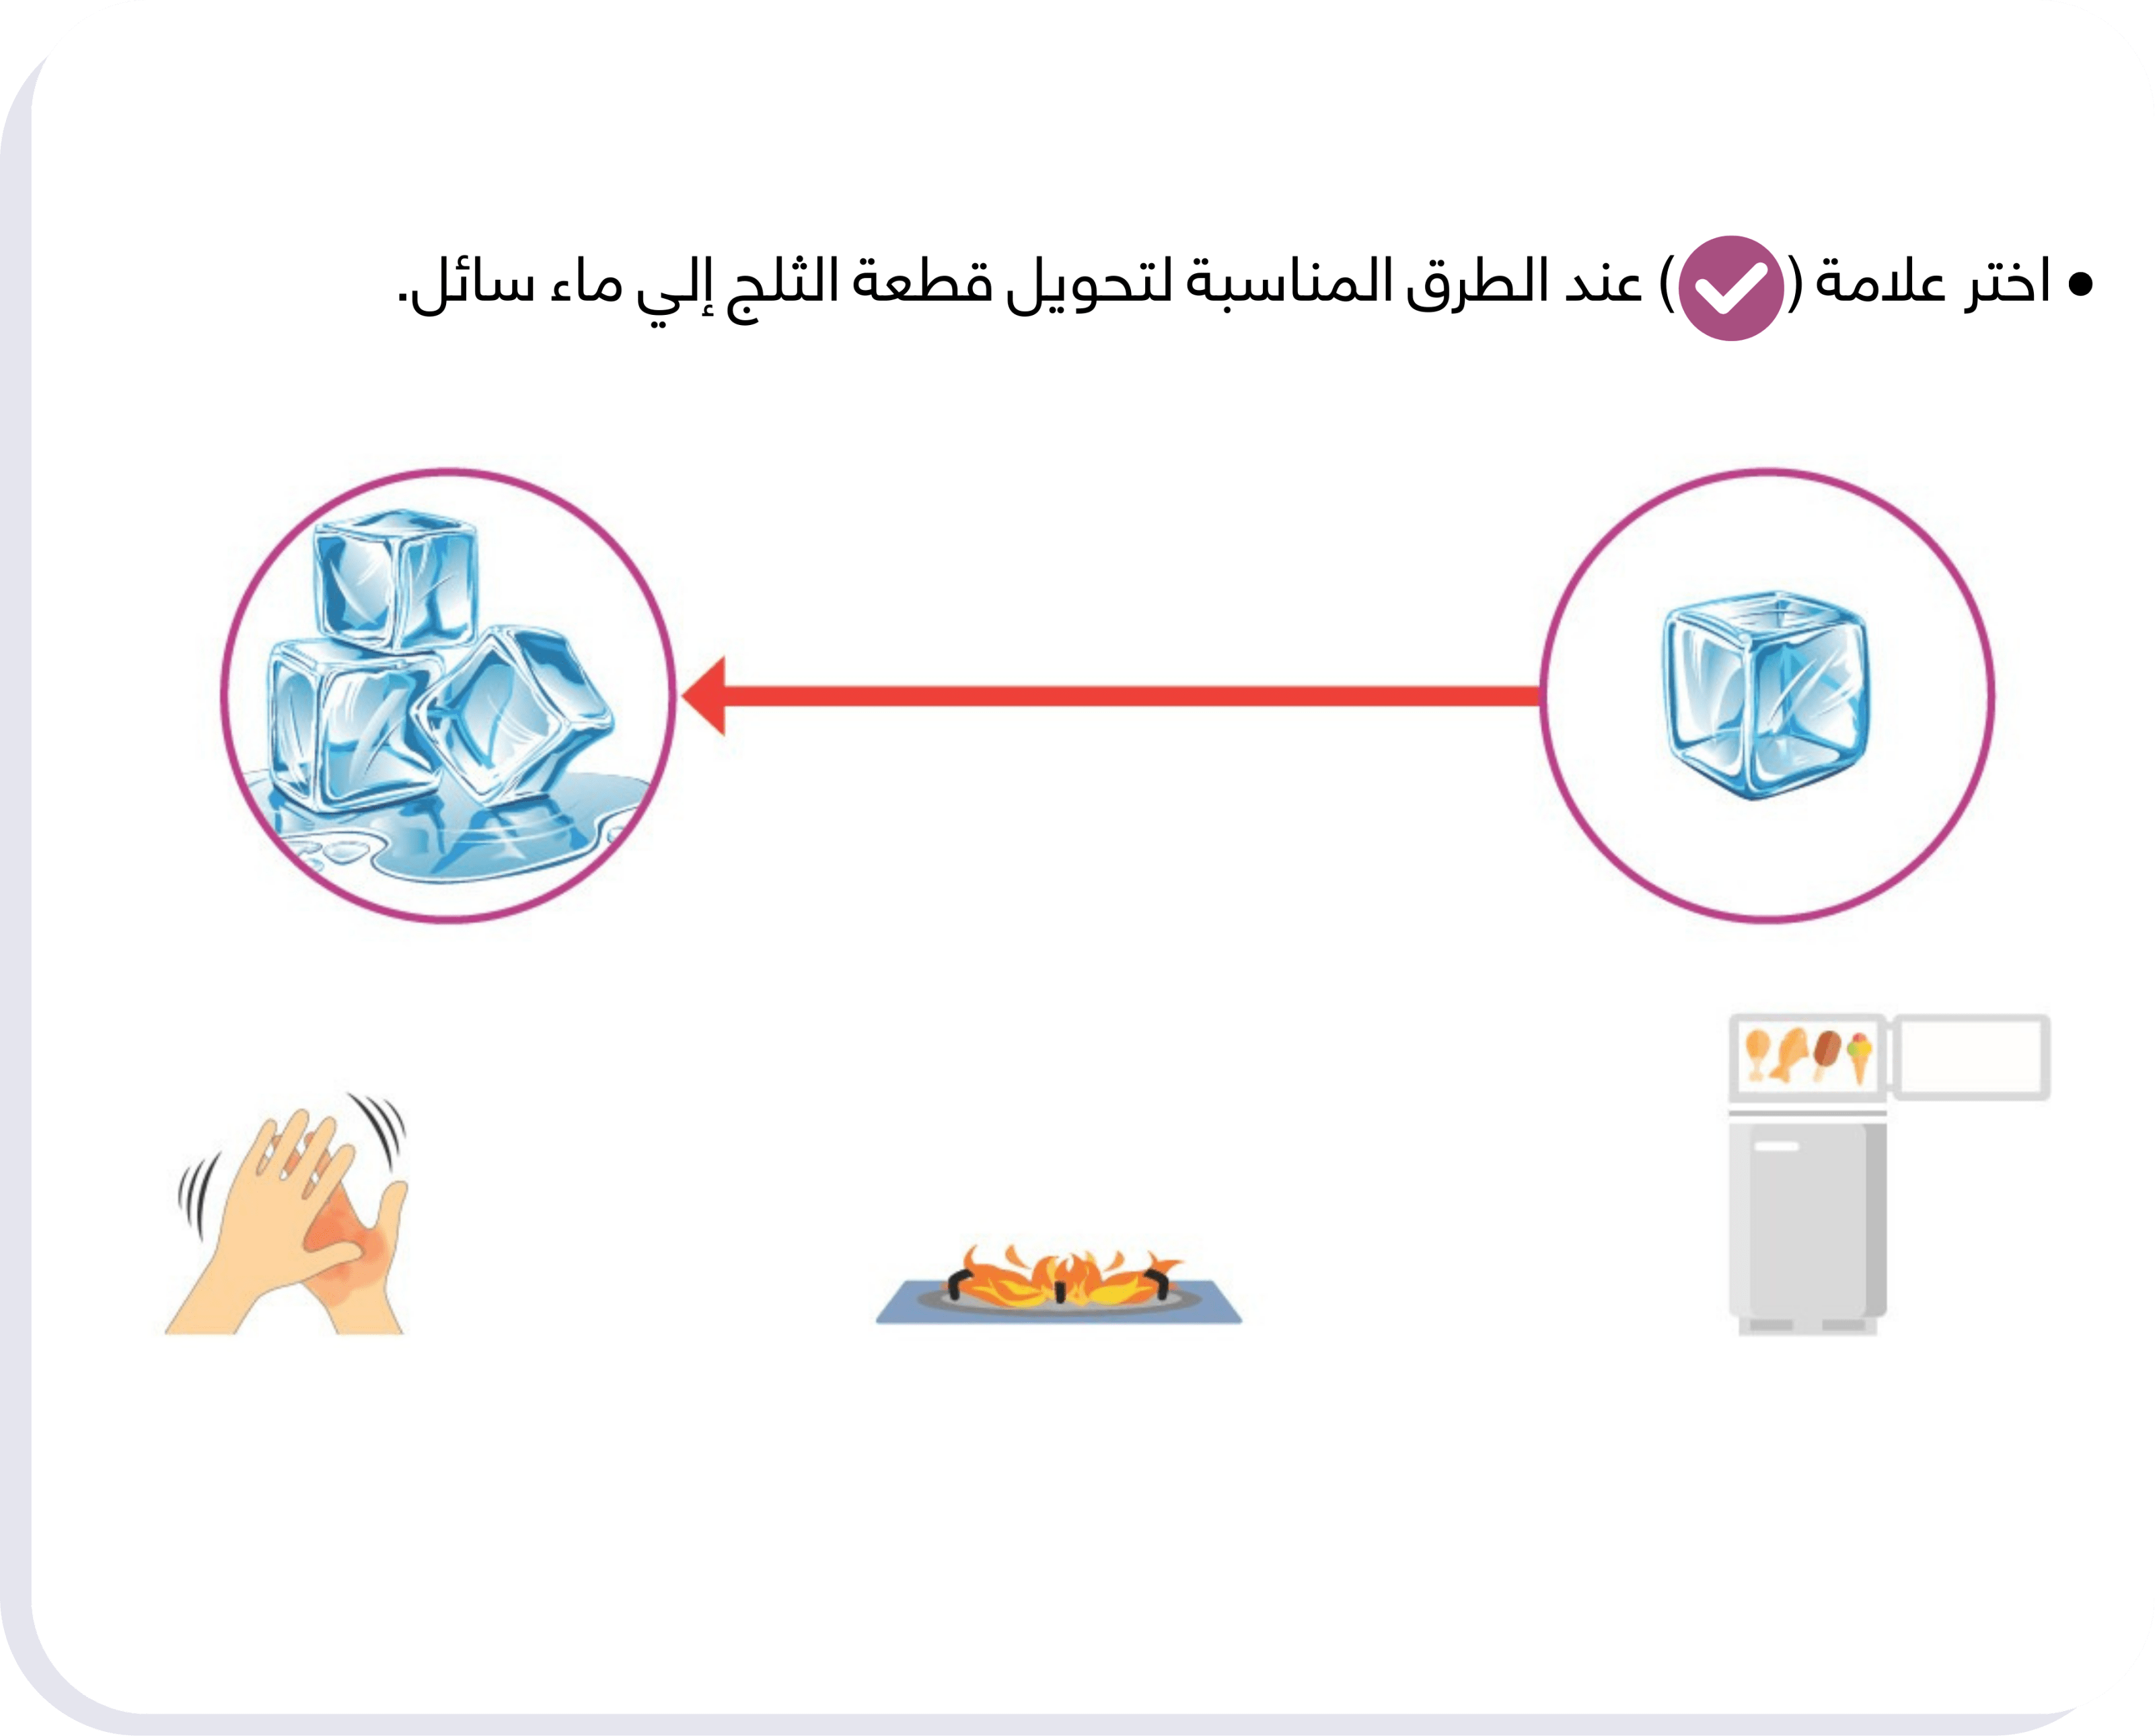 • اختر علامة (✓) عند الطرق المناسبة لتحويل قطعة الثلج إلي ماء سائل.